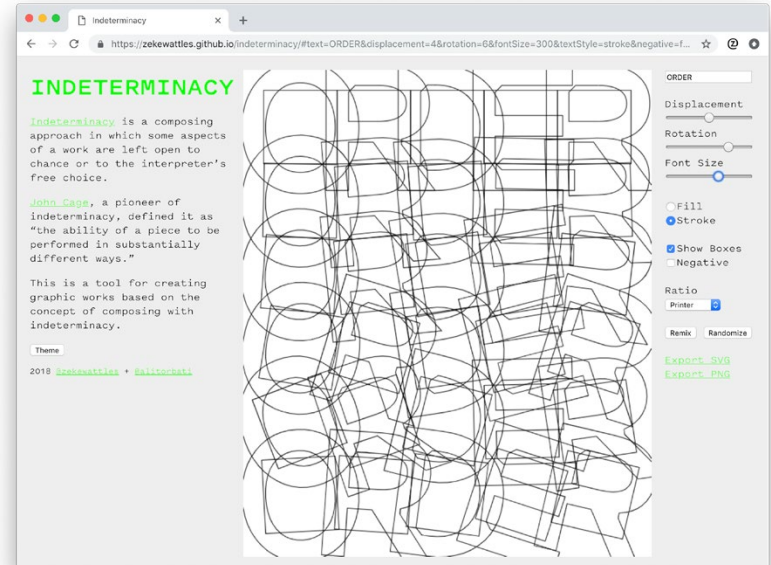 Indeterminacy
https://zekewattles.github.io/indeterminacy/#text=ORDER&displacement=4&rotation=6&fontSize=300&textStyle=stroke&negative=f...
INDETERMINACY
Indeterminacy is a composing
approach in which some aspects
of a work are left open to
chance or to the interpreter's
free choice.
John Cage, a pioneer of
indeterminacy, defined it as
“the ability of a piece to be
performed in substantially
different ways.”
This is a tool for creating
graphic works based on the
concept of composing with
indeterminacy.
Theme
2018 @zekewattles + @alitorbati
ORDER
Displacement
Rotation
Font Size
Fill
Stroke
Show Boxes
Negative
Ratio
Printer
Remix Randomize
Export SVG
Export PNG